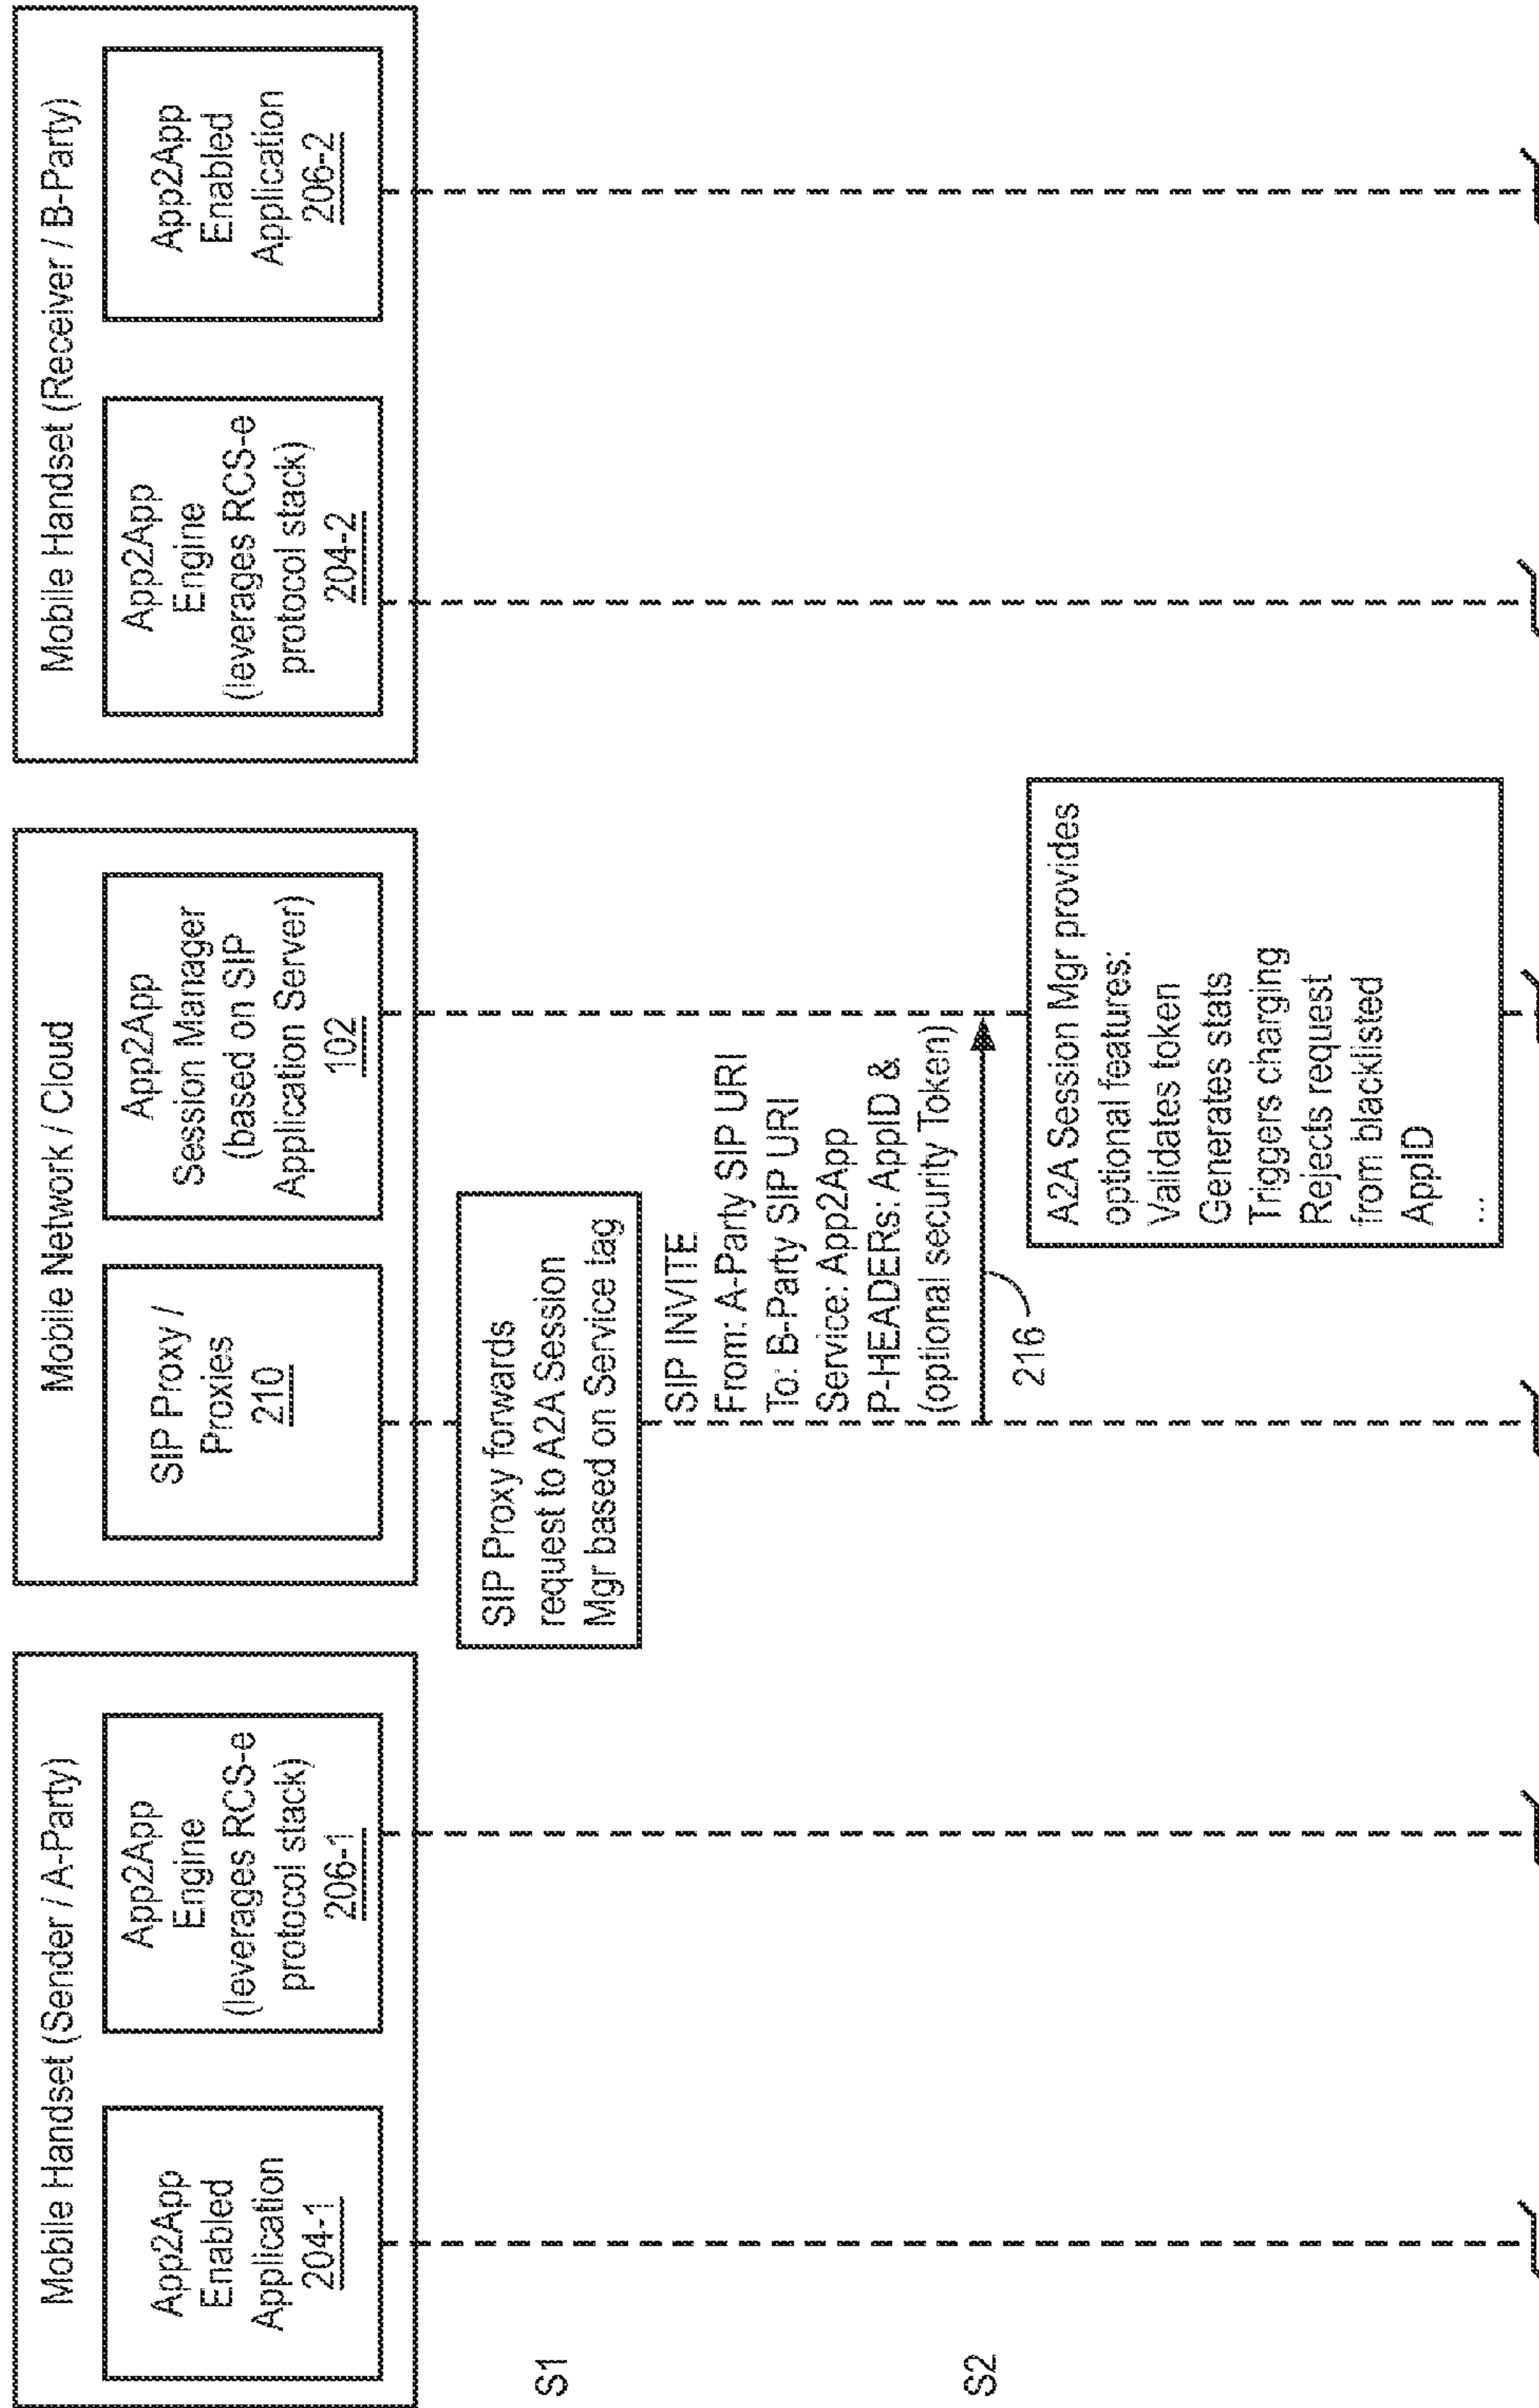 Mobile Handset (Sender / A-Party)
App2App
Enabled
Application
204-1
App2App
Engine
(leverages RCS-e
protocol stack)
206-1
Mobile Network / Cloud
SIP Proxy /
Proxies
210
App2App
Session Manager
(based on SIP
Application Server)
102
Mobile Handset (Receiver / B-Party)
App2App
Engine
(leverages RCS-e
protocol stack)
204-2
App2App
Enabled
Application
206-2
S1
SIP Proxy forwards
request to A2A Session
Mgr based on Service tag
SIP INVITE
From: A-Party SIP URI
To: B-Party SIP URI
Service: App2App
P-HEADERs: AppID &
(optional security Token)
S2
216
A2A Session Mgr provides
optional features:
Validates token
Generates stats
Triggers charging
Rejects request
from blacklisted
AppID
...